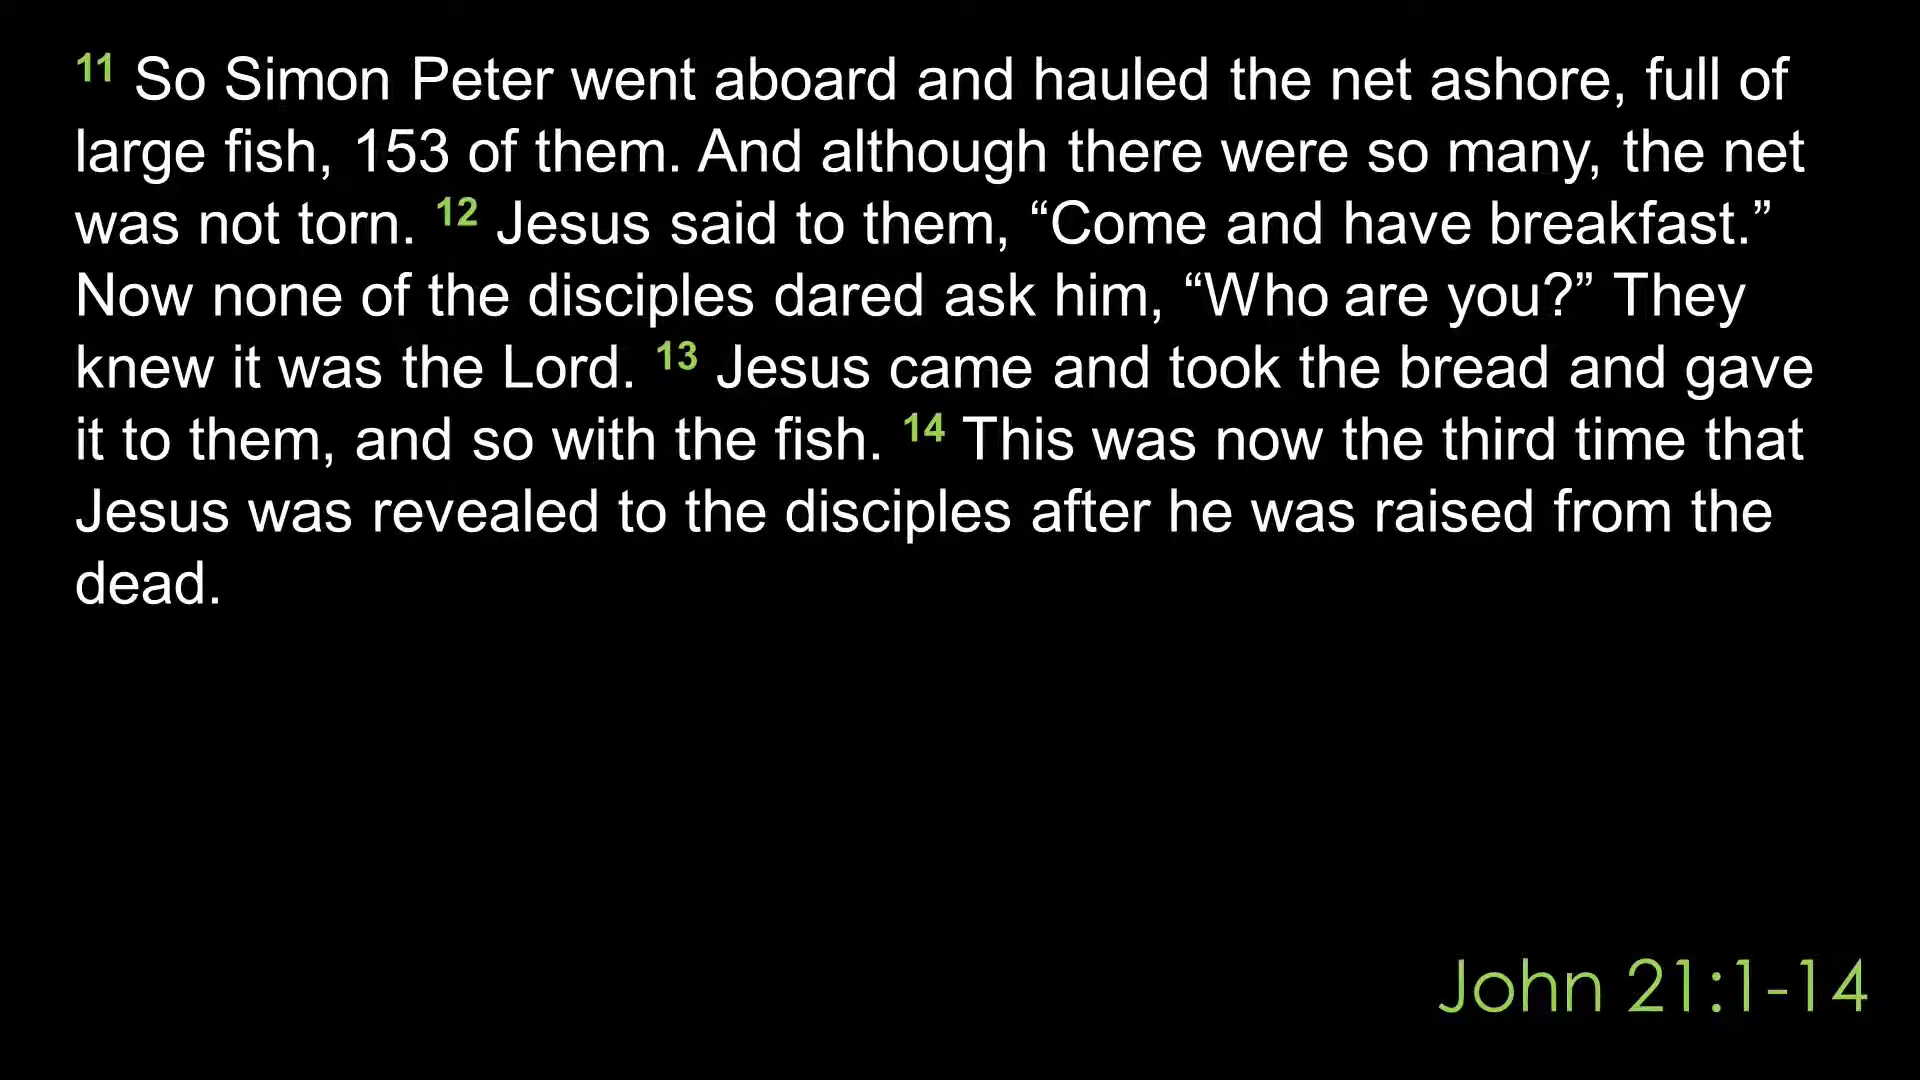 11 So Simon Peter went aboard and hauled the net ashore, full of
large fish, 153 of them. And although there were so many, the net
was not torn. 12 Jesus said to them, “Come and have breakfast.”
Now none of the disciples dared ask him, “Who are you?” They
knew it was the Lord. 13 Jesus came and took the bread and gave
it to them, and so with the fish. 14 This was now the third time that
Jesus was revealed to the disciples after he was raised from the
dead.
John 21:1-14